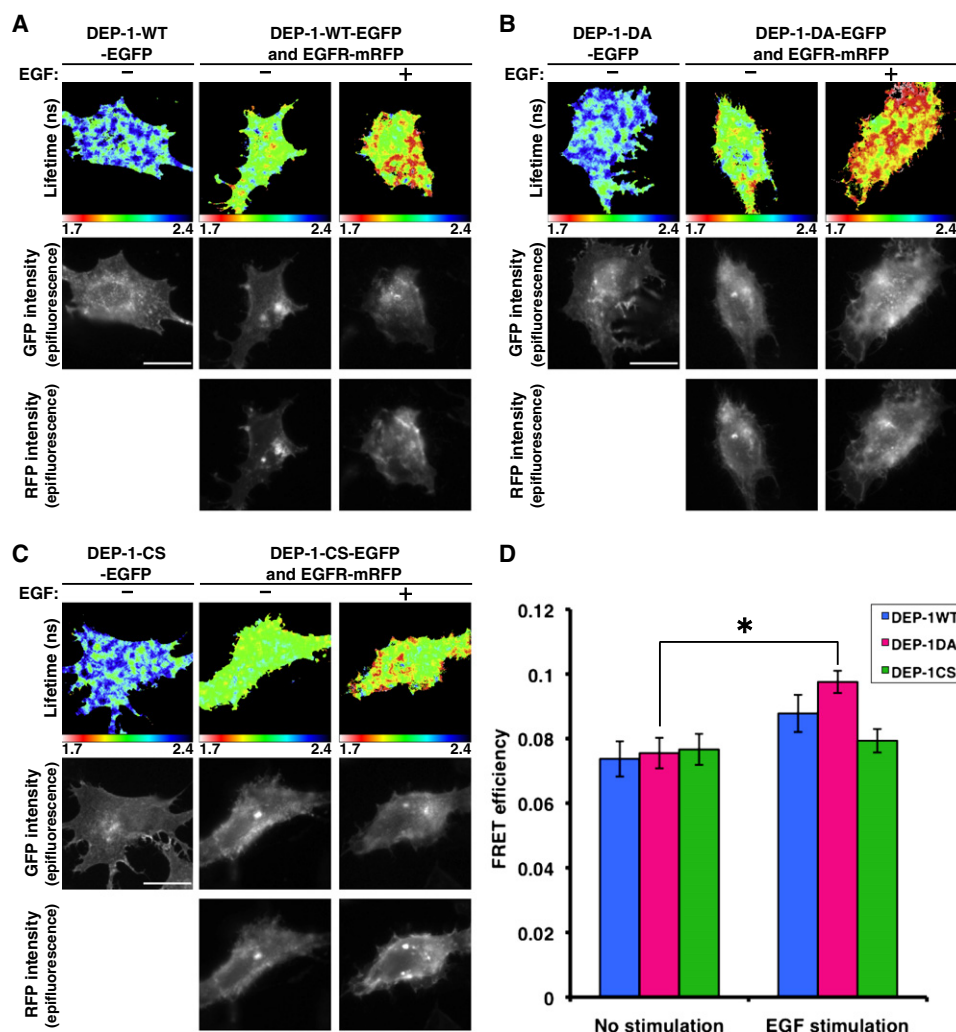 A
DEP-1-WT
-EGFP
DEP-1-WT-EGFP
and EGFR-mRFP
EGF:
−
−
+
Lifetime (ns)
1.7
2.4
1.7
2.4
1.7
2.4
GFP intensity
(epifluorescence)
RFP intensity
(epifluorescence)
B
DEP-1-DA
-EGFP
DEP-1-DA-EGFP
and EGFR-mRFP
EGF:
−
−
+
Lifetime (ns)
1.7
2.4
1.7
2.4
1.7
2.4
GFP intensity
(epifluorescence)
RFP intensity
(epifluorescence)
C
DEP-1-CS
-EGFP
DEP-1-CS-EGFP
and EGFR-mRFP
EGF:
−
−
+
Lifetime (ns)
1.7
2.4
1.7
2.4
1.7
2.4
GFP intensity
(epifluorescence)
RFP intensity
(epifluorescence)
D
FRET efficiency
0.12
0.1
0.08
0.06
0.04
0.02
0
*
DEP-1WT
DEP-1DA
DEP-1CS
No stimulation
EGF stimulation